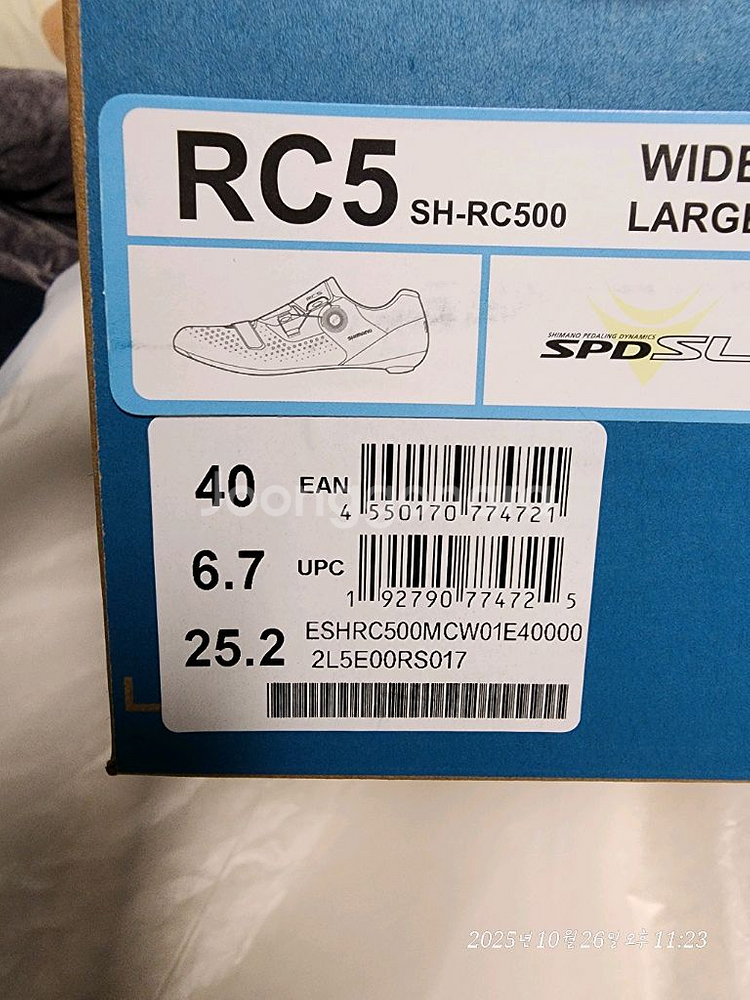 RC5 SH-RC500
WIDE
LARGE
SHIMANO
SHIMANO PEDALING DYNAMICS
SPD SL
40 EAN
4 550170 774721
6.7 UPC
1 92790 77472 5
25.2 ESHRC500MCW01E40000
2L5E00RS017
2025년 10월 26일 오후 11:23